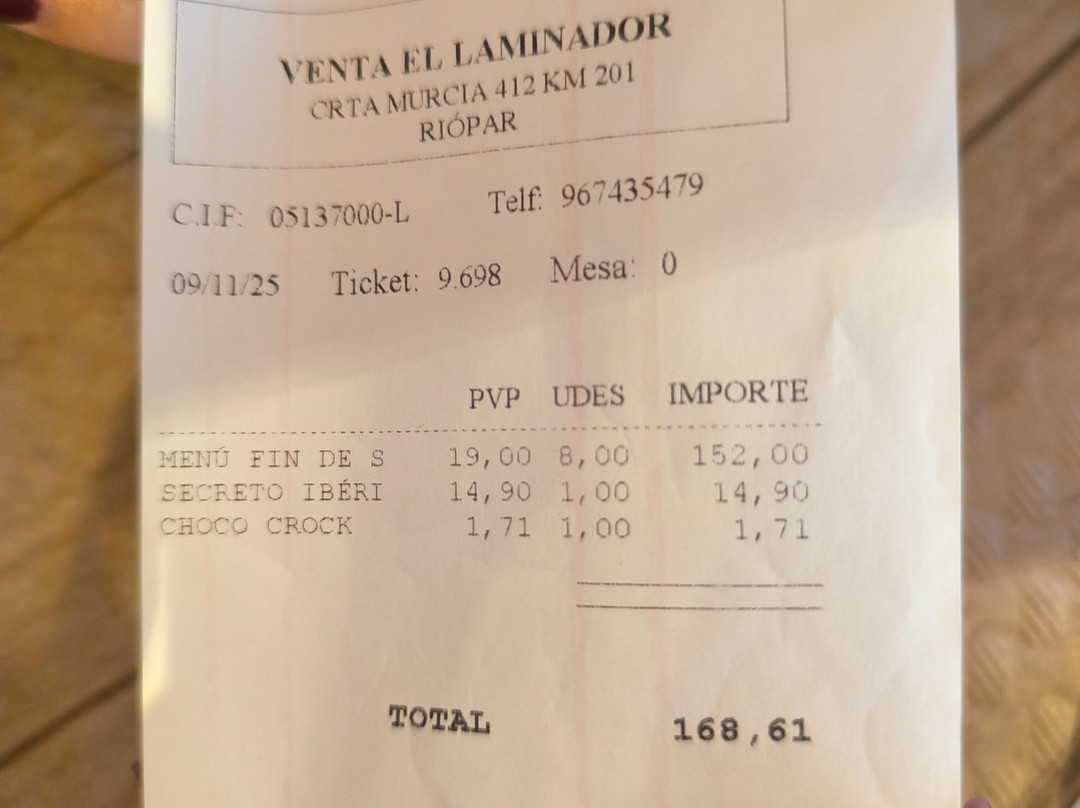 VENTA EL LAMINADOR
CRTA MURCIA 412 KM 201
RIÓPAR
C.I.F: 05137000-L Telf: 967435479
09/11/25 Ticket: 9.698 Mesa: 0
PVP UDES IMPORTE
MENÚ FIN DE S 19,00 8,00 152,00
SECRETO IBÉRI 14,90 1,00 14,90
CHOCO CROCK 1,71 1,00 1,71
TOTAL 168,61